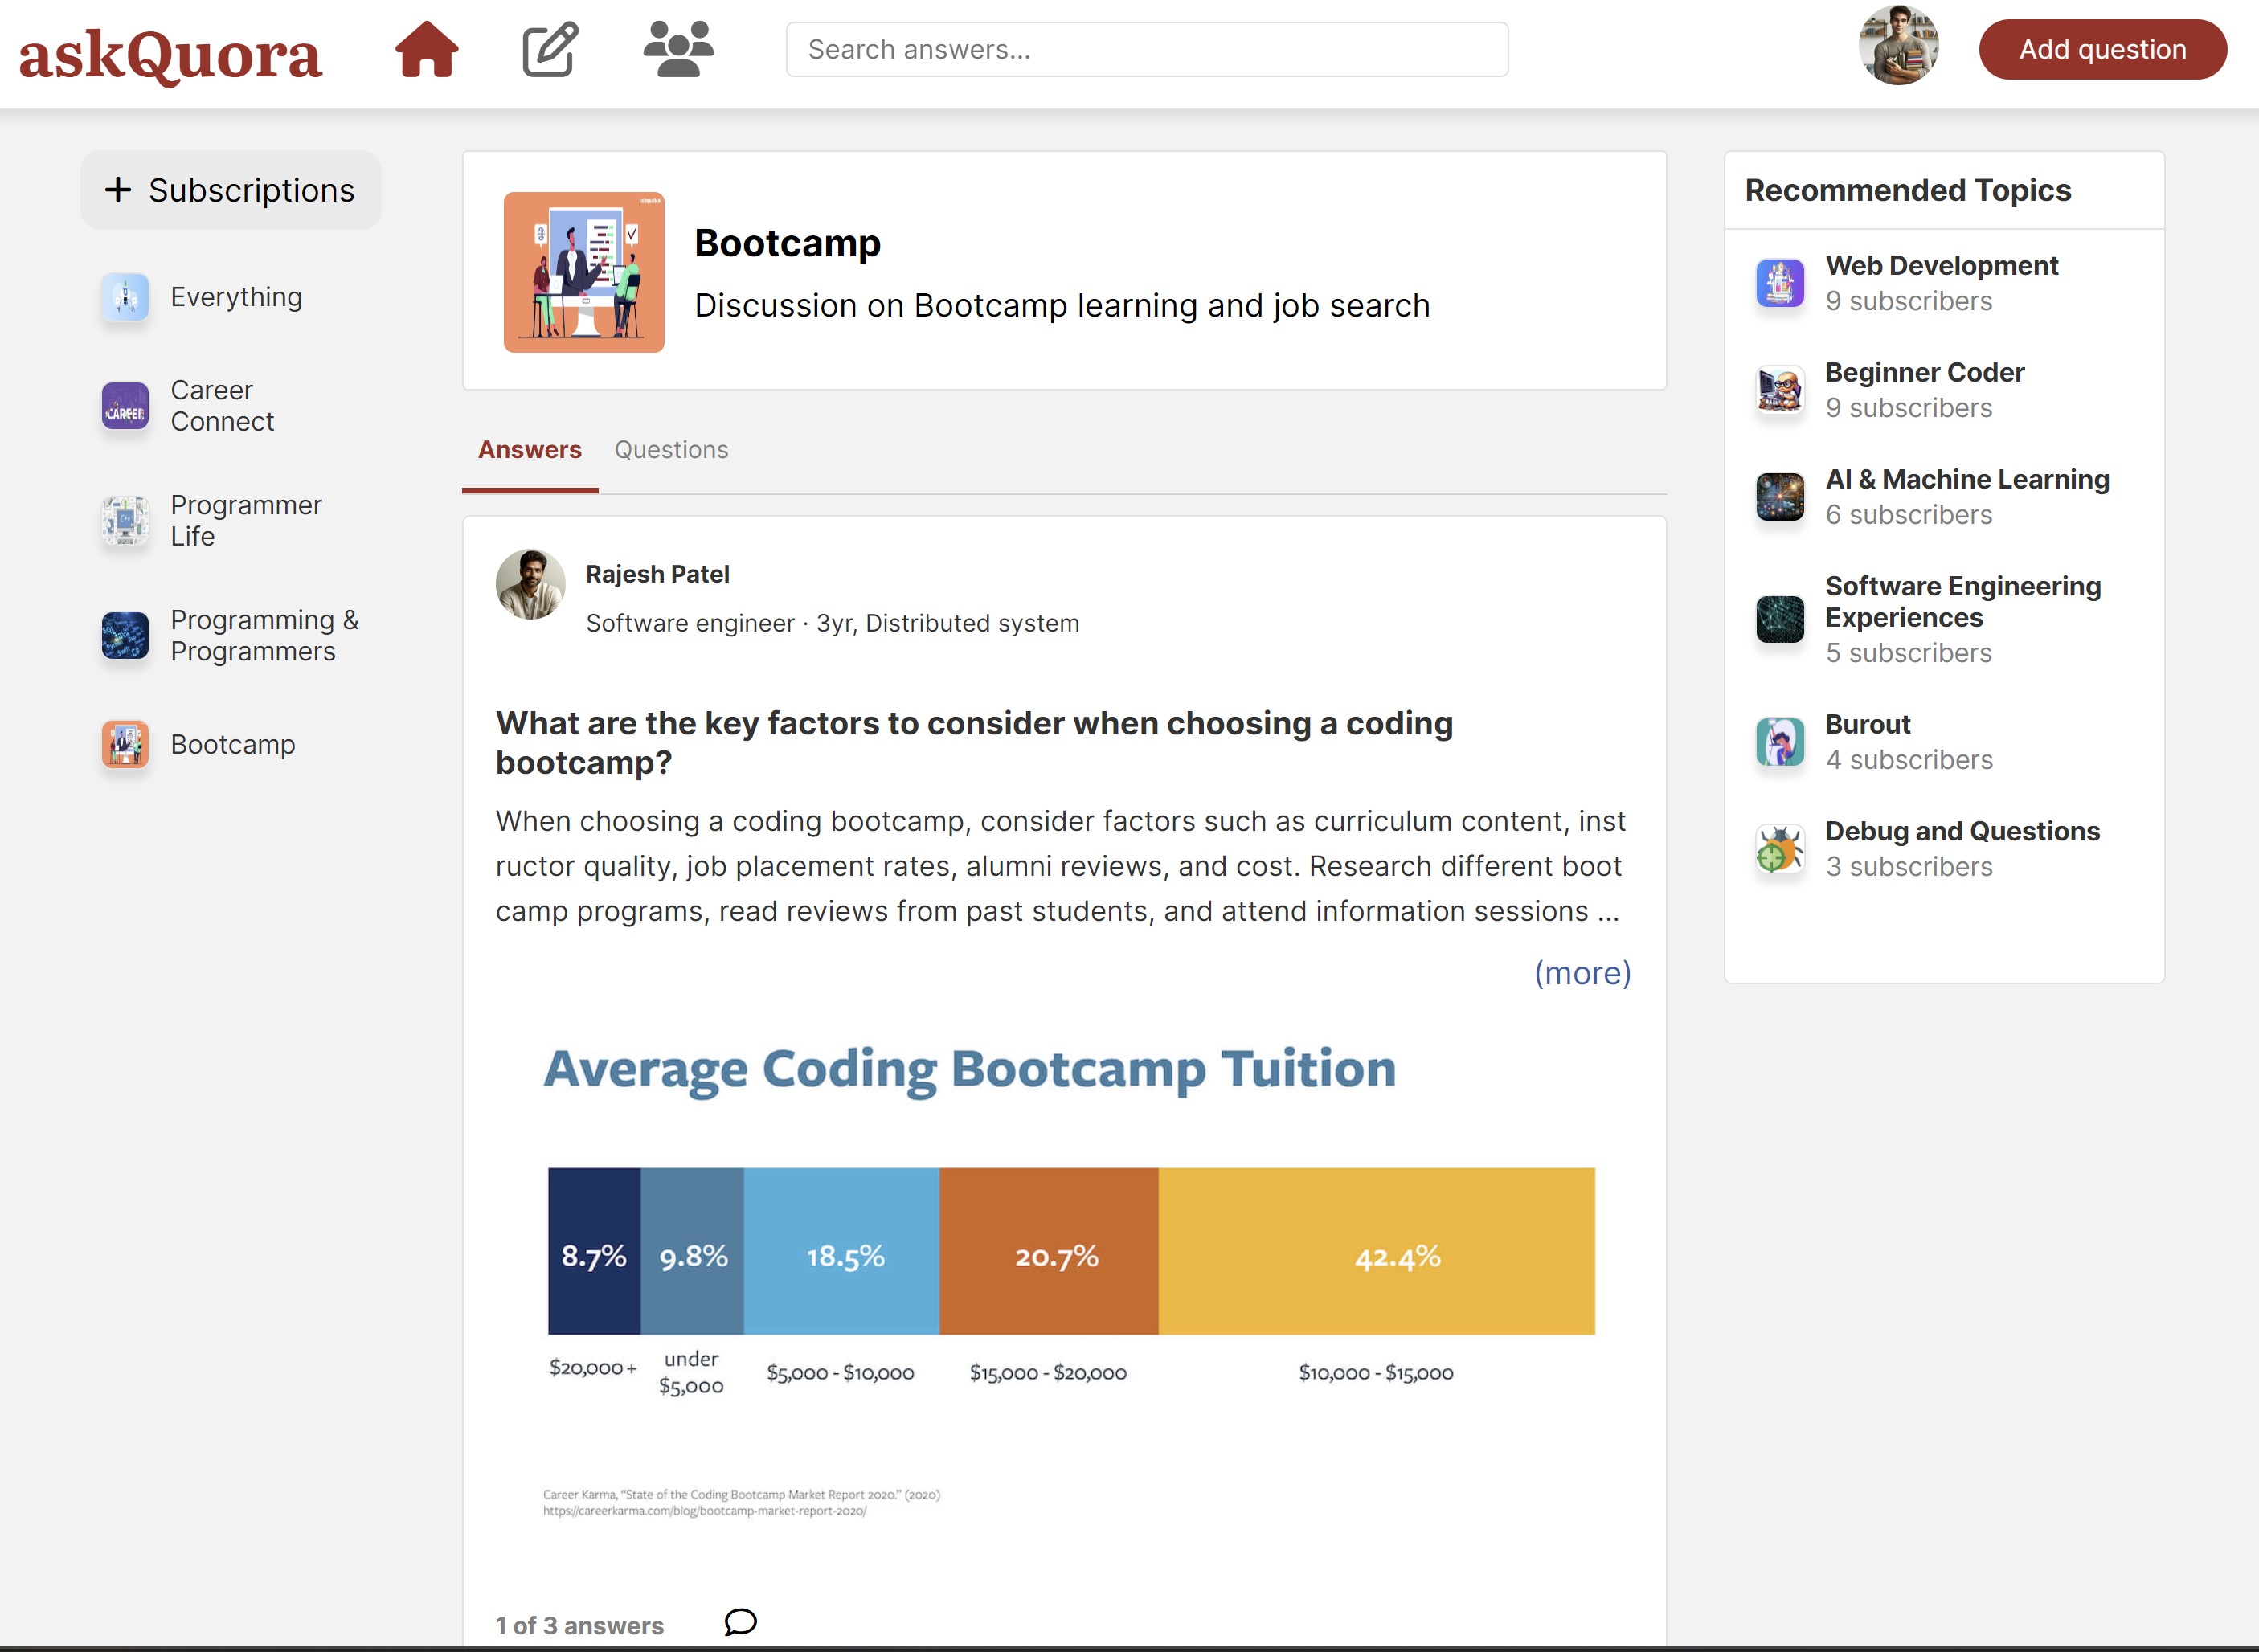 askQuora
Search answers...
Add question
Subscriptions
Everything
Career
Connect
Programmer
Life
Programming &
Programmers
Bootcamp
Bootcamp
Discussion on Bootcamp learning and job search
Answers Questions
Rajesh Patel
Software engineer · 3yr, Distributed system
What are the key factors to consider when choosing a coding
bootcamp?
When choosing a coding bootcamp, consider factors such as curriculum content, inst
ructor quality, job placement rates, alumni reviews, and cost. Research different boot
camp programs, read reviews from past students, and attend information sessions ...
(more)
Average Coding Bootcamp Tuition
8.7% 9.8% 18.5% 20.7% 42.4%
$20,000+ under $5,000 $5,000 - $10,000 $15,000 - $20,000 $10,000 - $15,000
Career Karma, “State of the Coding Bootcamp Market Report 2020.” (2020)
https://careerkarma.com/blog/bootcamp-market-report-2020/
1 of 3 answers
Recommended Topics
Web Development
9 subscribers
Beginner Coder
9 subscribers
AI & Machine Learning
6 subscribers
Software Engineering
Experiences
5 subscribers
Burout
4 subscribers
Debug and Questions
3 subscribers